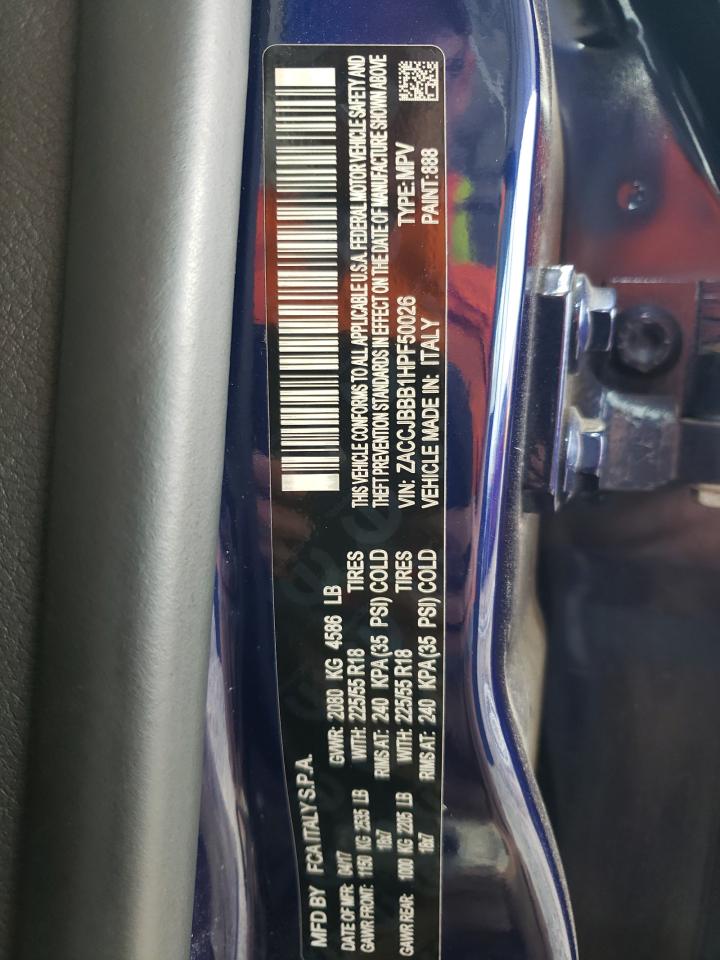 MFD BY FCA ITALY S.P.A.
DATE OF MFR: 04/17 GVWR: 2080 KG 4586 LB
GAWR FRONT: 1150 KG 2535 LB WITH: 225/55 R18 TIRES
18x7 RIMS AT: 240 KPA(35 PSI) COLD
GAWR REAR: 1000 KG 2205 LB WITH: 225/55 R18 TIRES
18x7 RIMS AT: 240 KPA(35 PSI) COLD
THIS VEHICLE CONFORMS TO ALL APPLICABLE U.S.A. FEDERAL MOTOR VEHICLE SAFETY AND
THEFT PREVENTION STANDARDS IN EFFECT ON THE DATE OF MANUFACTURE SHOWN ABOVE
VIN: ZACCJBBB1HPF50026 TYPE:MPV
VEHICLE MADE IN: ITALY PAINT:888